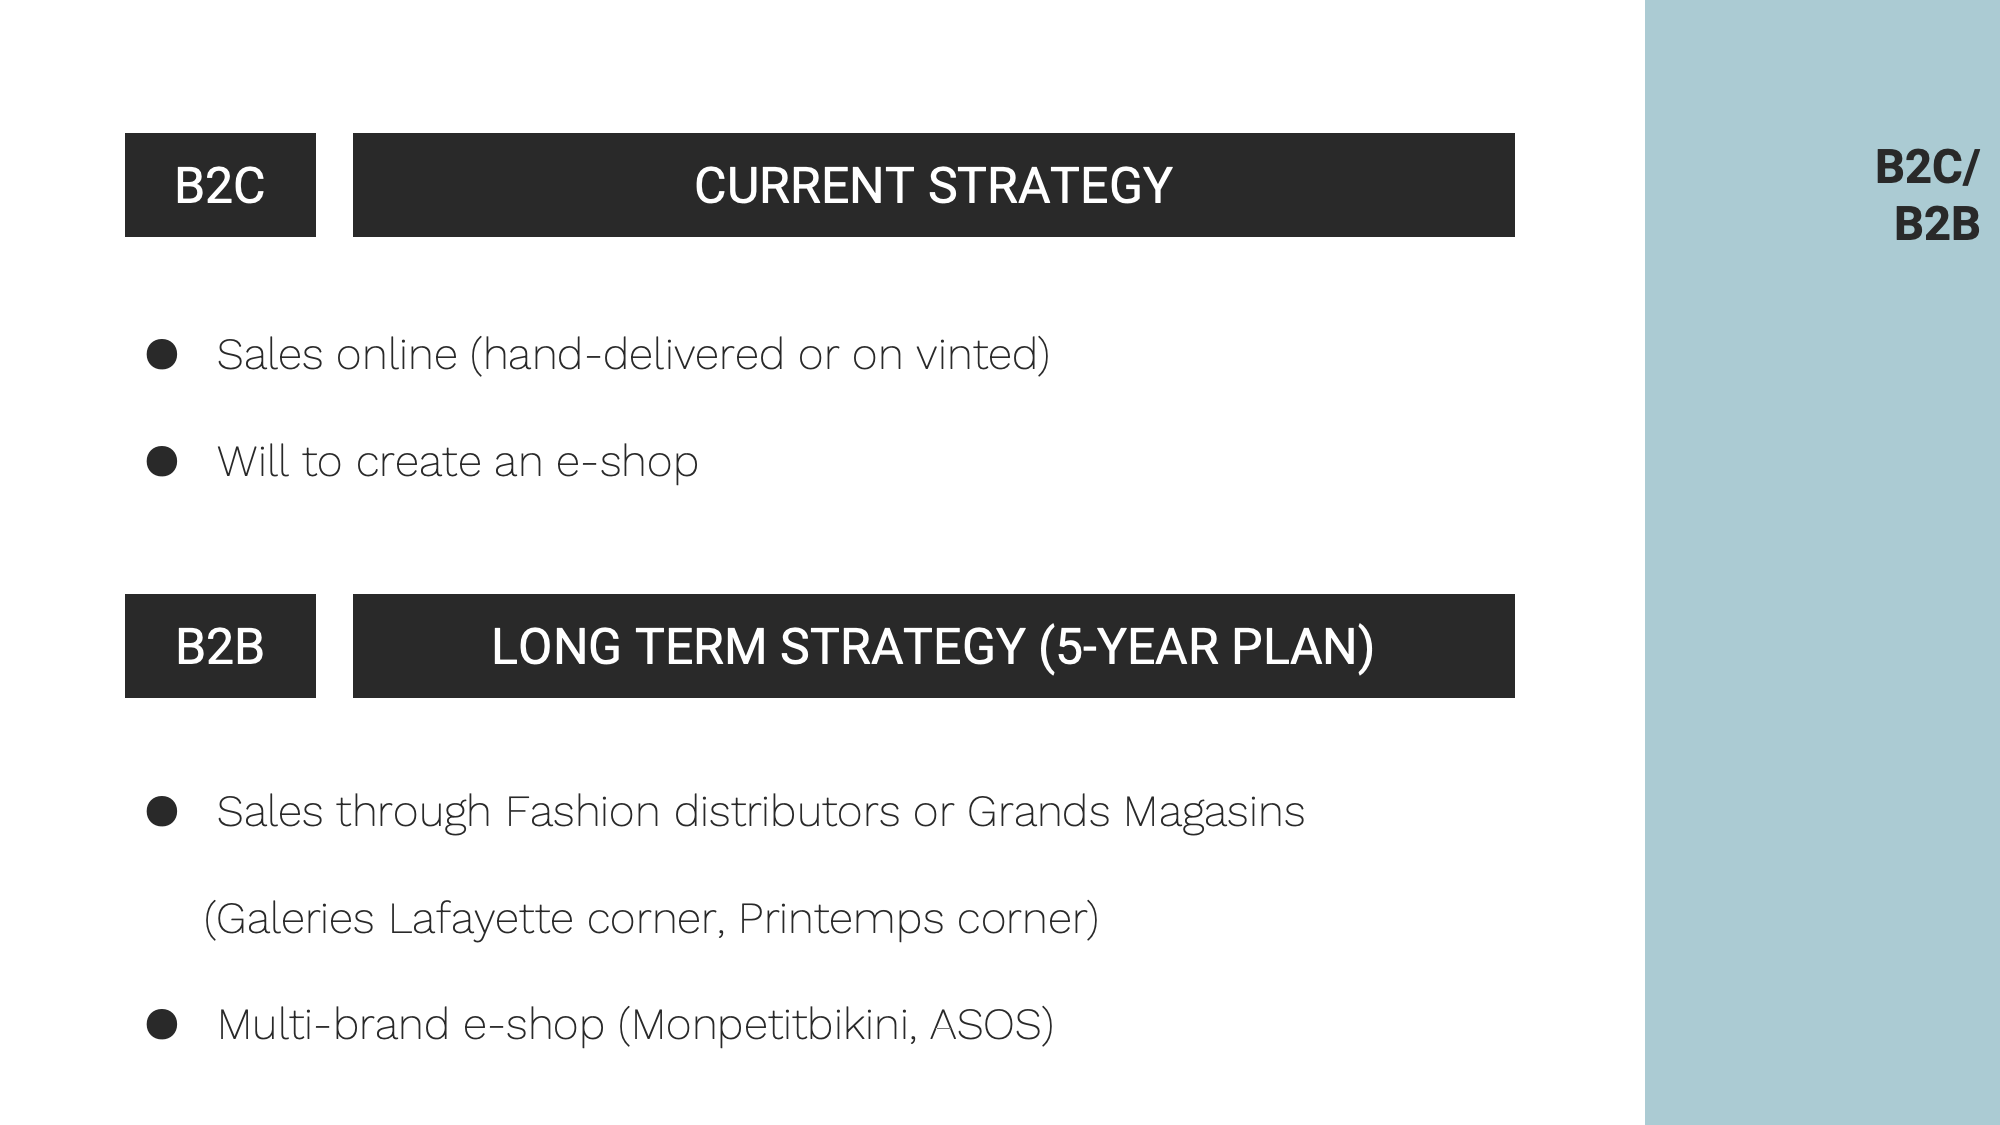 B2C CURRENT STRATEGY
● Sales online (hand-delivered or on vinted)
● Will to create an e-shop
B2B LONG TERM STRATEGY (5-YEAR PLAN)
● Sales through Fashion distributors or Grands Magasins
(Galeries Lafayette corner, Printemps corner)
● Multi-brand e-shop (Monpetitbikini, ASOS)
B2C/
B2B